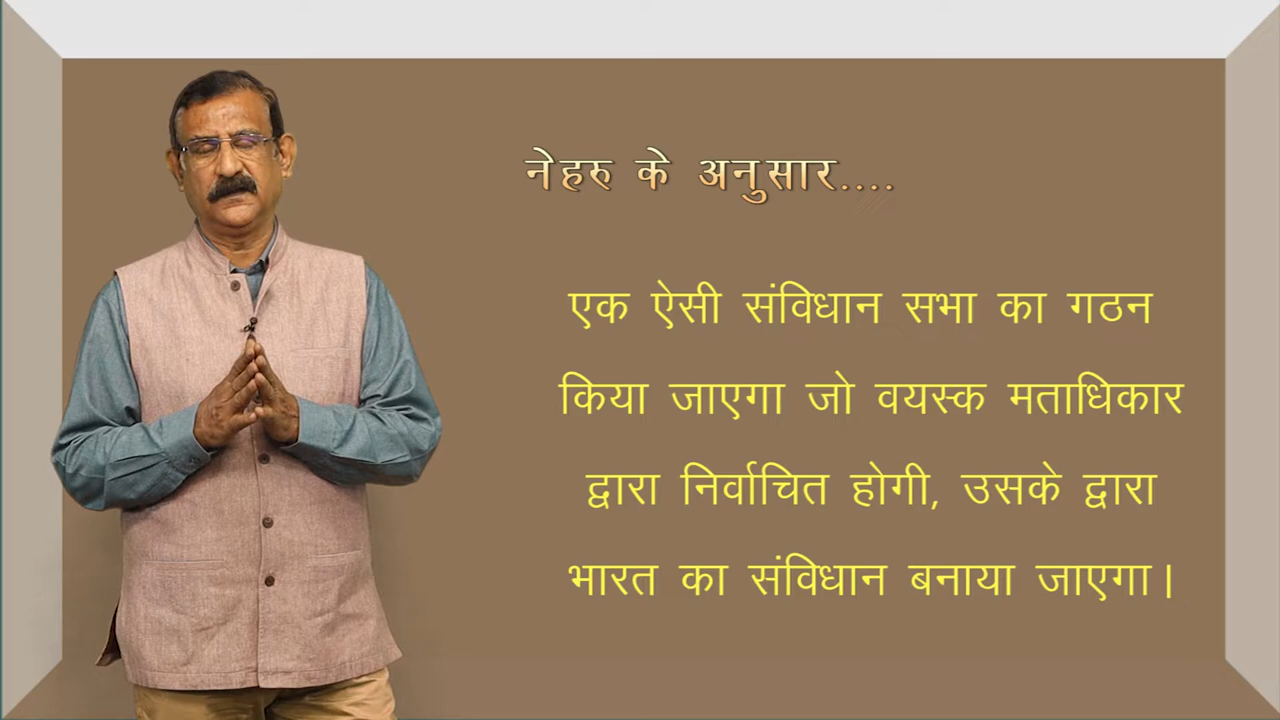 नेहरु के अनुसार....
एक ऐसी संविधान सभा का गठन
किया जाएगा जो वयस्क मताधिकार
द्वारा निर्वाचित होगी, उसके द्वारा
भारत का संविधान बनाया जाएगा।